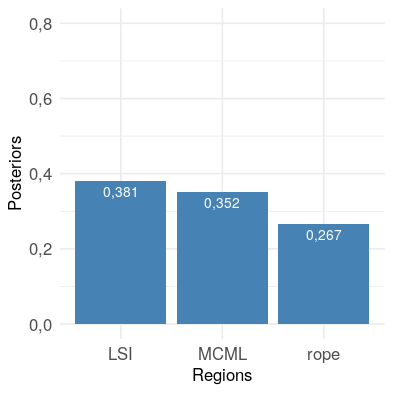 0,8
0,6
0,4
0,2
0,0
Posteriors
0,381
0,352
0,267
LSI
MCML
rope
Regions